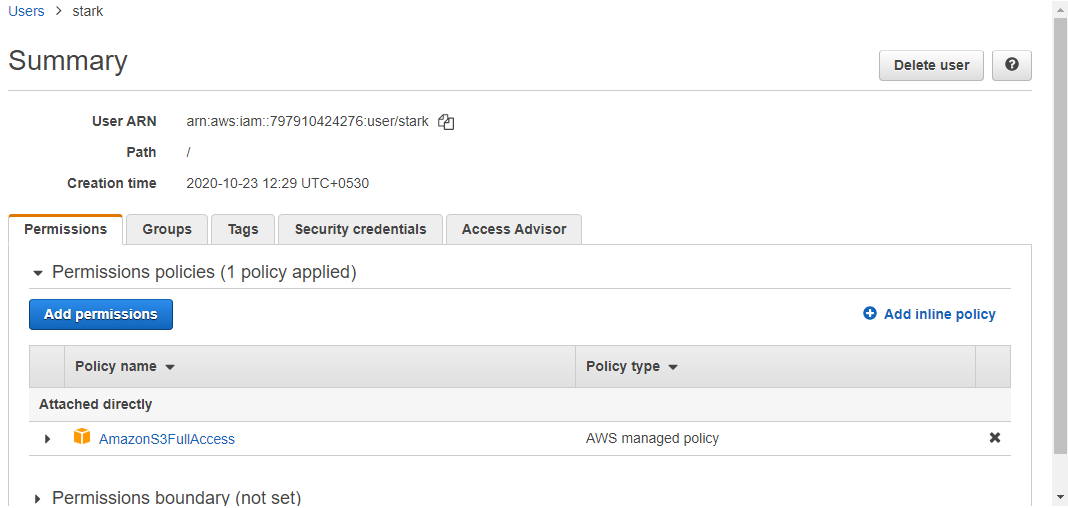 Users > stark
Summary
Delete user
User ARN arn:aws:iam::797910424276:user/stark
Path /
Creation time 2020-10-23 12:29 UTC+0530
Permissions Groups Tags Security credentials Access Advisor
Permissions policies (1 policy applied)
Add permissions Add inline policy
Policy name Policy type
Attached directly
AmazonS3FullAccess AWS managed policy
Permissions boundary (not set)